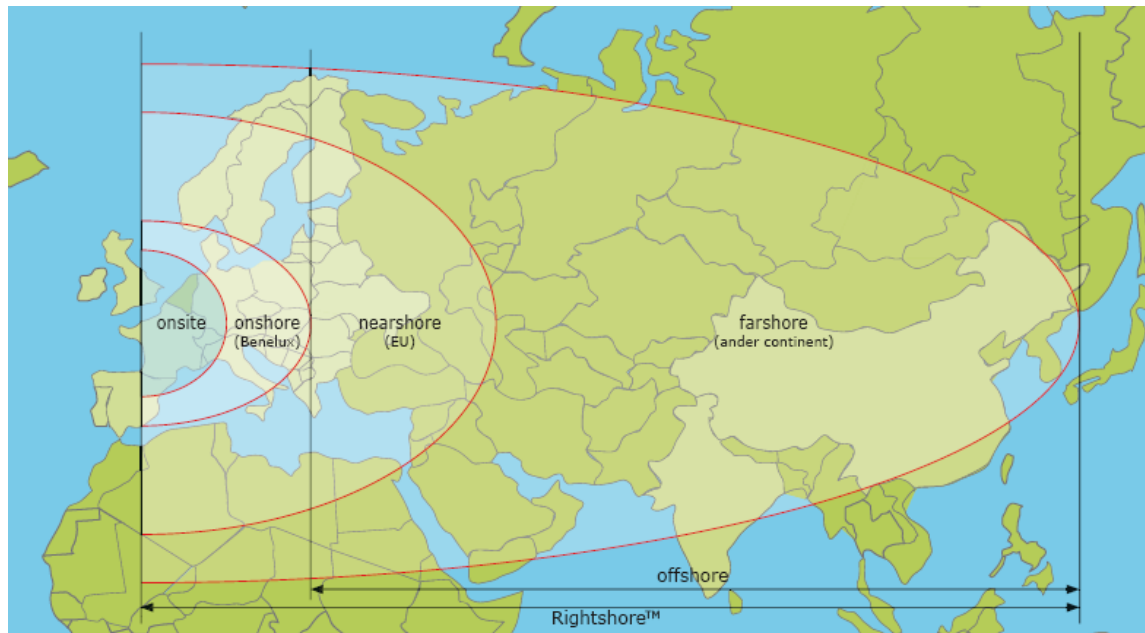 onsite
onshore
(Benelux)
nearshore
(EU)
farshore
(ander continent)
offshore
Rightshore™